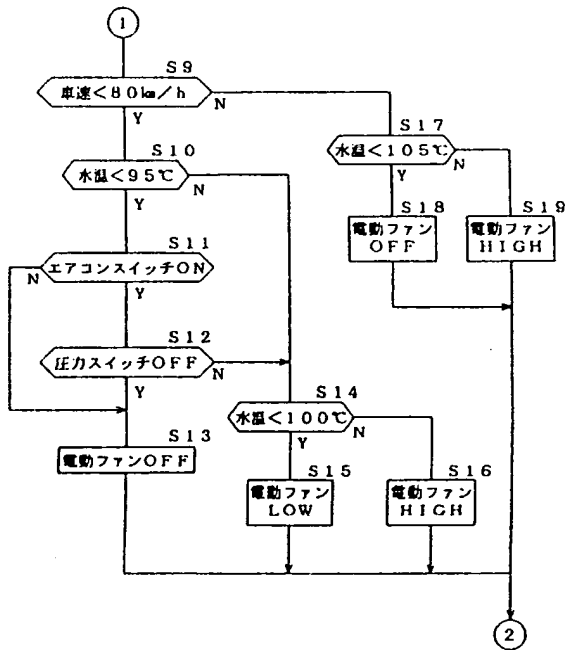 1
S9
車速<80㎞/h
N
Y
S10
水温<95℃
N
Y
S17
水温<105℃
N
Y
S18
電動ファン
OFF
S19
電動ファン
HIGH
S11
エアコンスイッチON
N
Y
S12
圧力スイッチOFF
N
Y
S13
電動ファンOFF
S14
水温<100℃
N
Y
S15
電動ファン
LOW
S16
電動ファン
HIGH
2